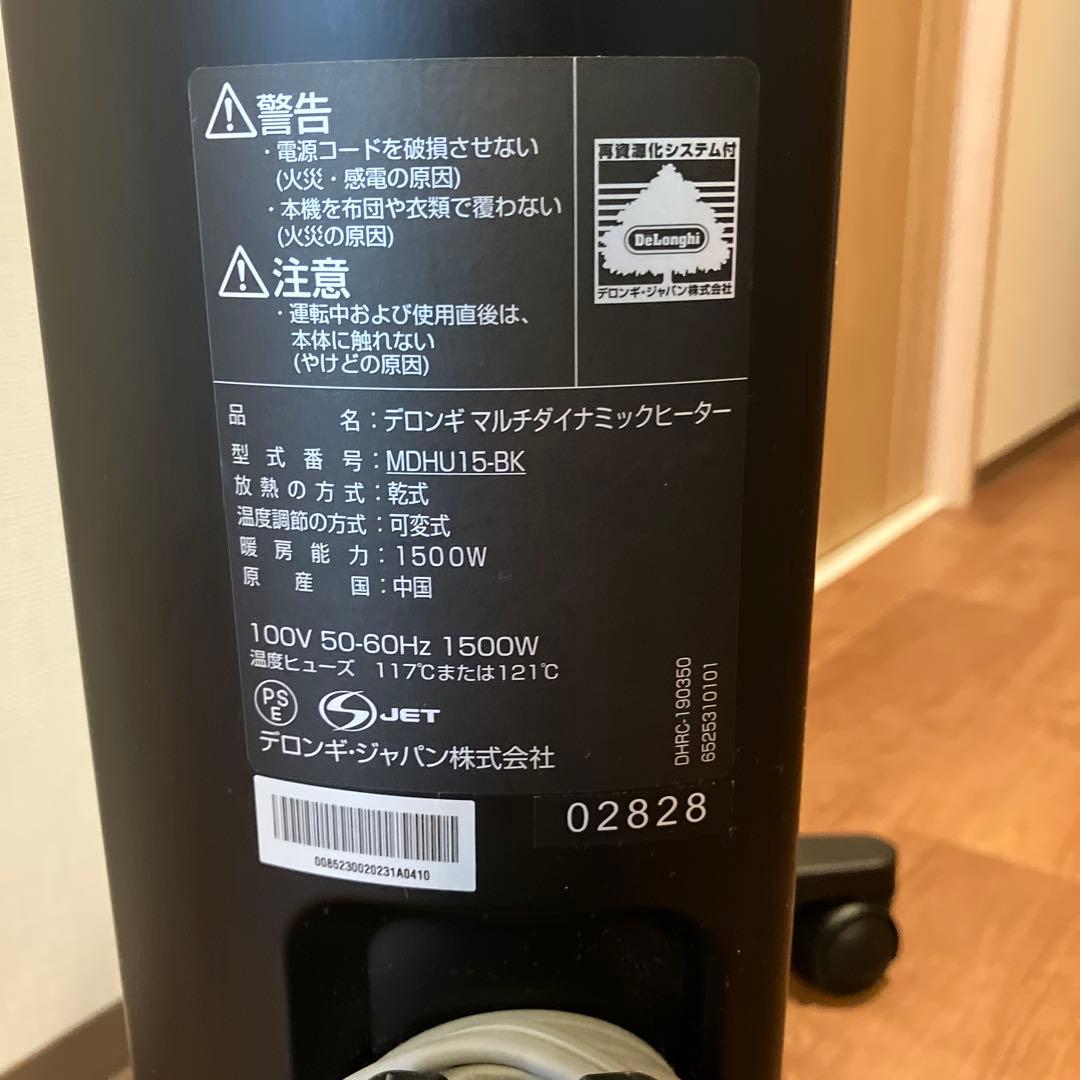 警告
・電源コードを破損させない
(火災・感電の原因)
・本機を布団や衣類で覆わない
(火災の原因)
注意
・運転中および使用直後は、
本体に触れない
(やけどの原因)
再資源化システム付
DeLonghi
デロンギ・ジャパン株式会社
品名：デロンギ マルチダイナミックヒーター
型式番号：MDHU15-BK
放熱の方式：乾式
温度調節の方式：可変式
暖房能力：1500W
原産国：中国
100V 50-60Hz 1500W
温度ヒューズ 117℃または121℃
PS
E
JET
デロンギ・ジャパン株式会社
DHRC-190350
6525310101
02828
0085230020231A0410